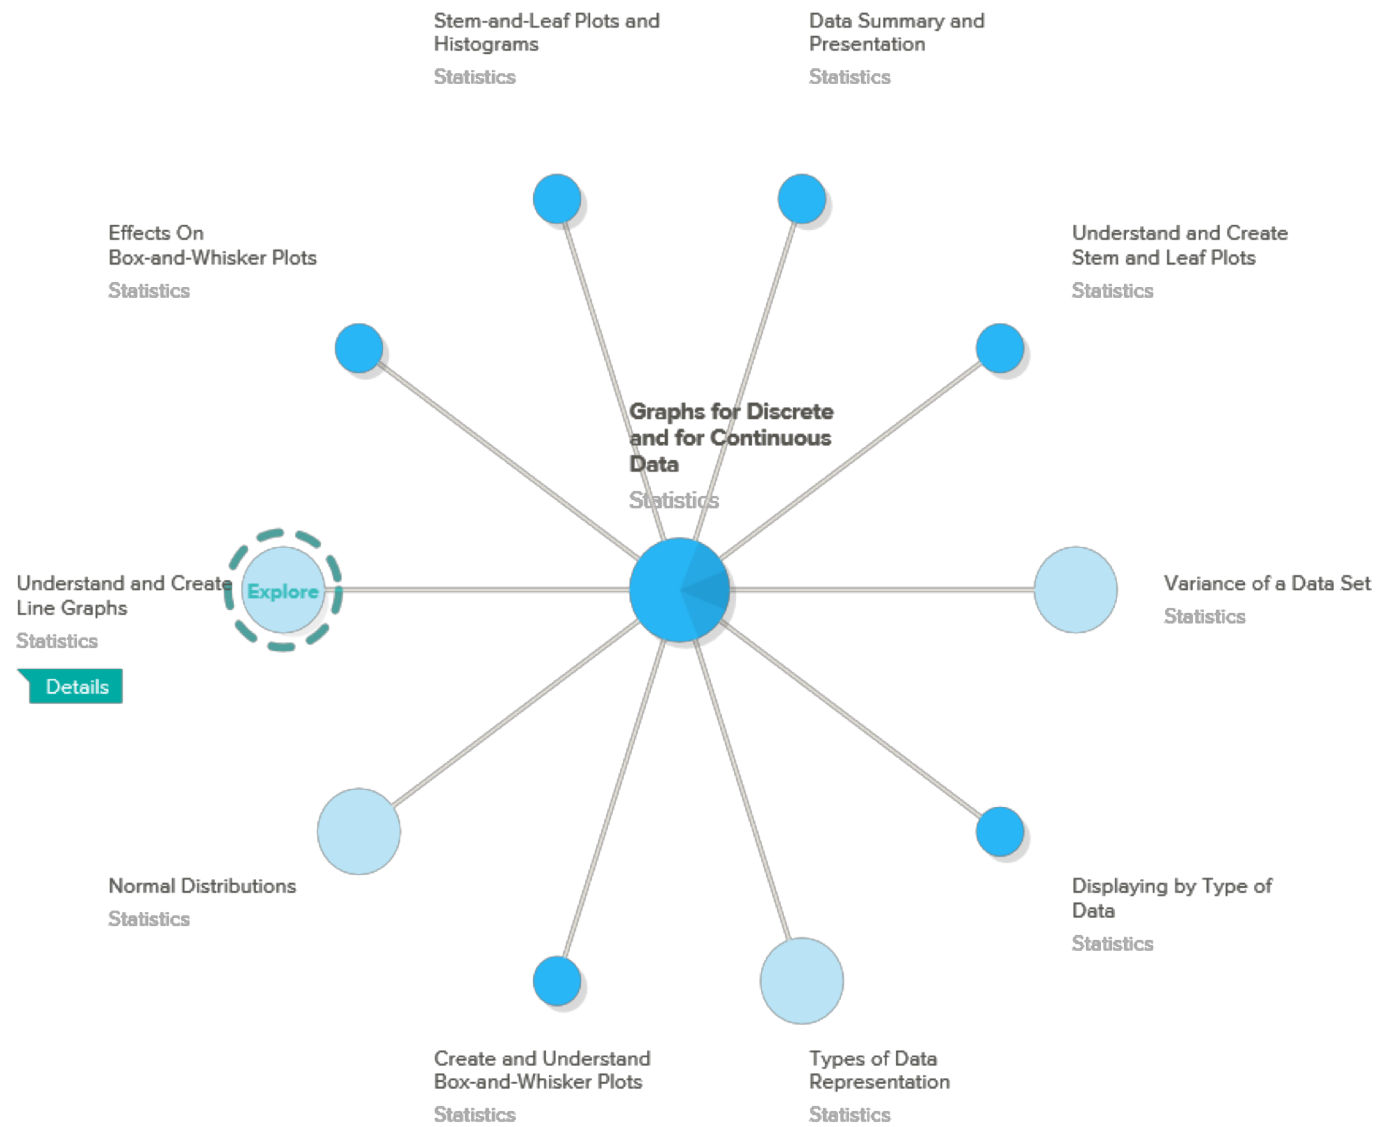 Stem-and-Leaf Plots and
Histograms
Statistics
Data Summary and
Presentation
Statistics
Effects On
Box-and-Whisker Plots
Statistics
Understand and Create
Stem and Leaf Plots
Statistics
Graphs for Discrete
and for Continuous
Data
Statistics
Understand and Create
Line Graphs
Statistics
Details
Explore
Variance of a Data Set
Statistics
Normal Distributions
Statistics
Displaying by Type of
Data
Statistics
Create and Understand
Box-and-Whisker Plots
Statistics
Types of Data
Representation
Statistics